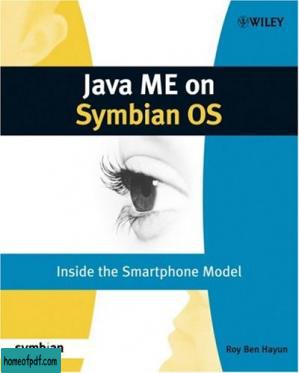 WILEY
Java ME on
Symbian OS
Inside the Smartphone Model
symbian
Roy Ben Hayun
homeofpdf.com